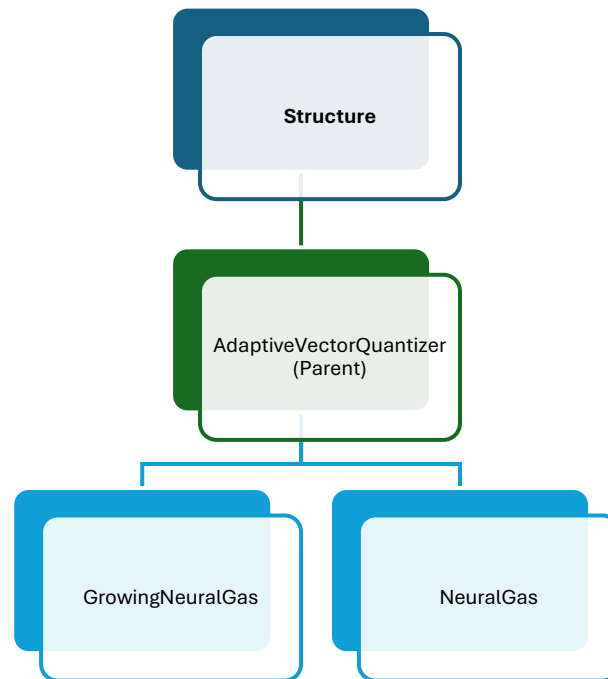 Structure
AdaptiveVectorQuantizer
(Parent)
GrowingNeuralGas
NeuralGas